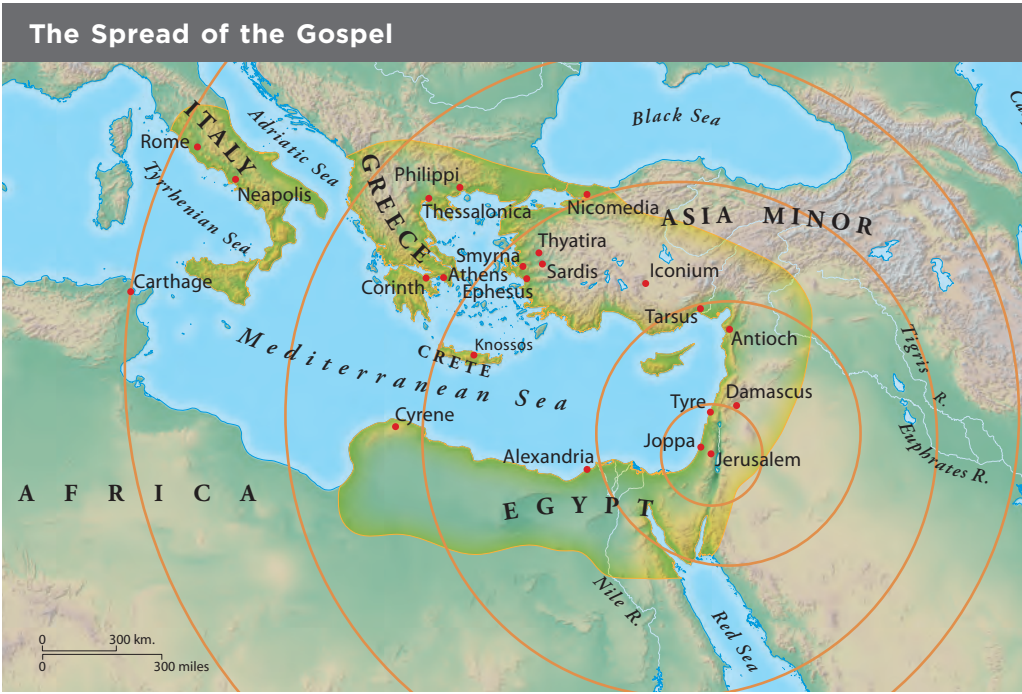 The Spread of the Gospel
Black Sea
ITALY
Adriatic Sea
Rome
Neapolis
Tyrrhenian Sea
GREECE
Philippi
Thessalonica
Nicomedia
ASIA MINOR
Thyatira
Smyrna
Sardis
Athens
Corinth
Ephesus
Iconium
Carthage
Tarsus
Antioch
Knossos
CRETE
Mediterranean Sea
Tigris R.
Euphrates R.
Damascus
Tyre
Cyrene
Joppa
Jerusalem
Alexandria
AFRICA
EGYPT
Nile R.
Red Sea
0 300 km.
0 300 miles